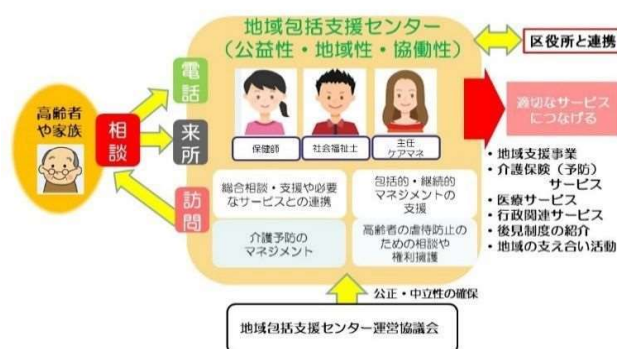 地域包括支援センター
（公益性・地域性・協働性）
区役所と連携
高齢者
や家族
相談
電話
来所
訪問
保健師
社会福祉士
主任
ケアマネ
総合相談・支援や必要
なサービスとの連携
包括的・継続的
マネジメントの
支援
介護予防の
マネジメント
高齢者の虐待防止の
ための相談や
権利擁護
適切なサービス
につなげる
・地域支援事業
・介護保険（予防）
サービス
・医療サービス
・行政関連サービス
・後見制度の紹介
・地域の支え合い活動
公正・中立性の確保
地域包括支援センター運営協議会